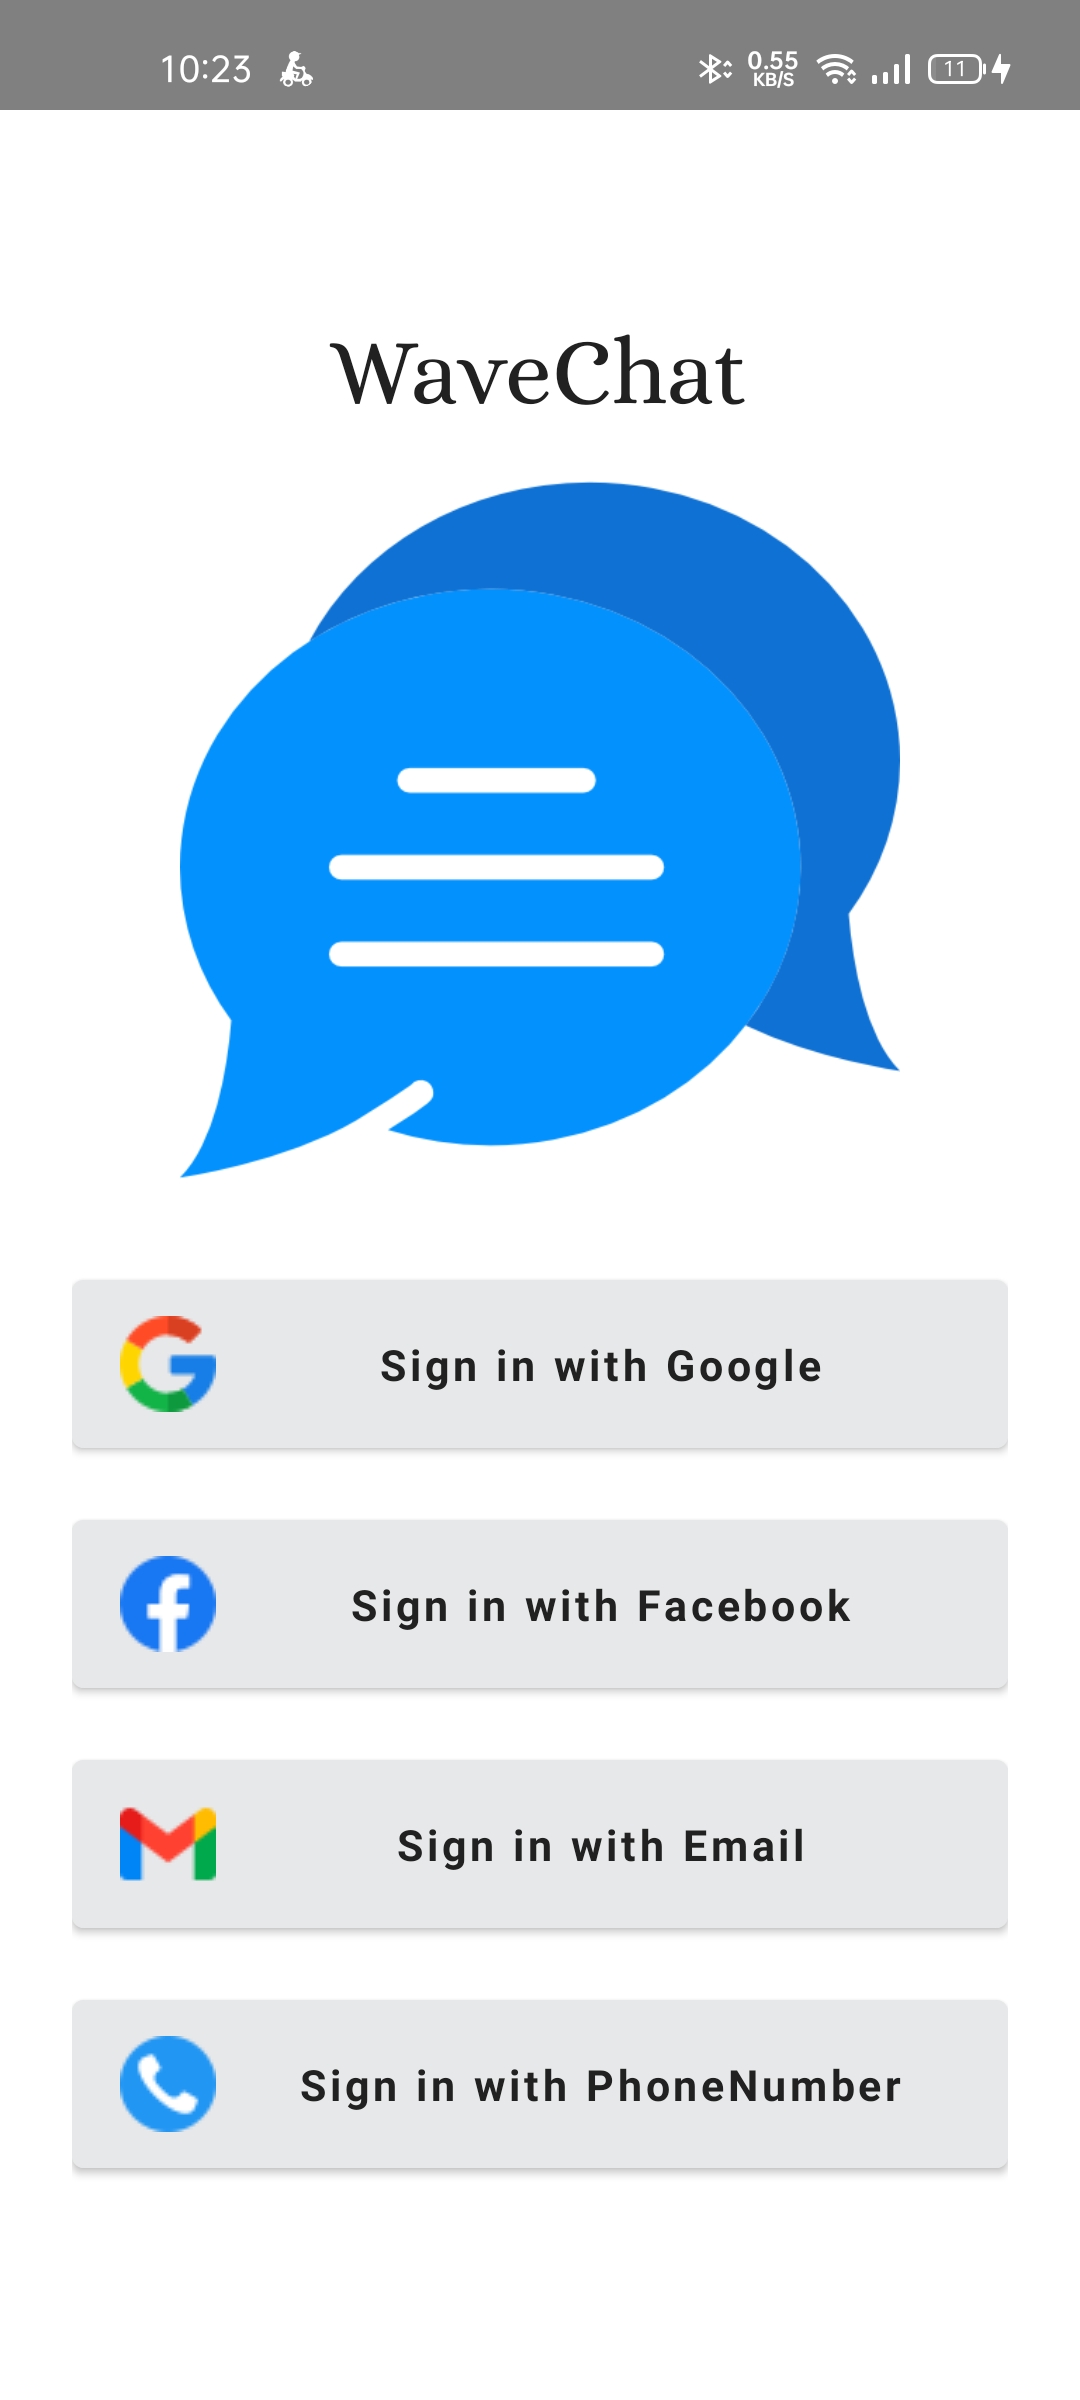 10:23
0.55
KB/S
11
WaveChat
Sign in with Google
Sign in with Facebook
Sign in with Email
Sign in with PhoneNumber